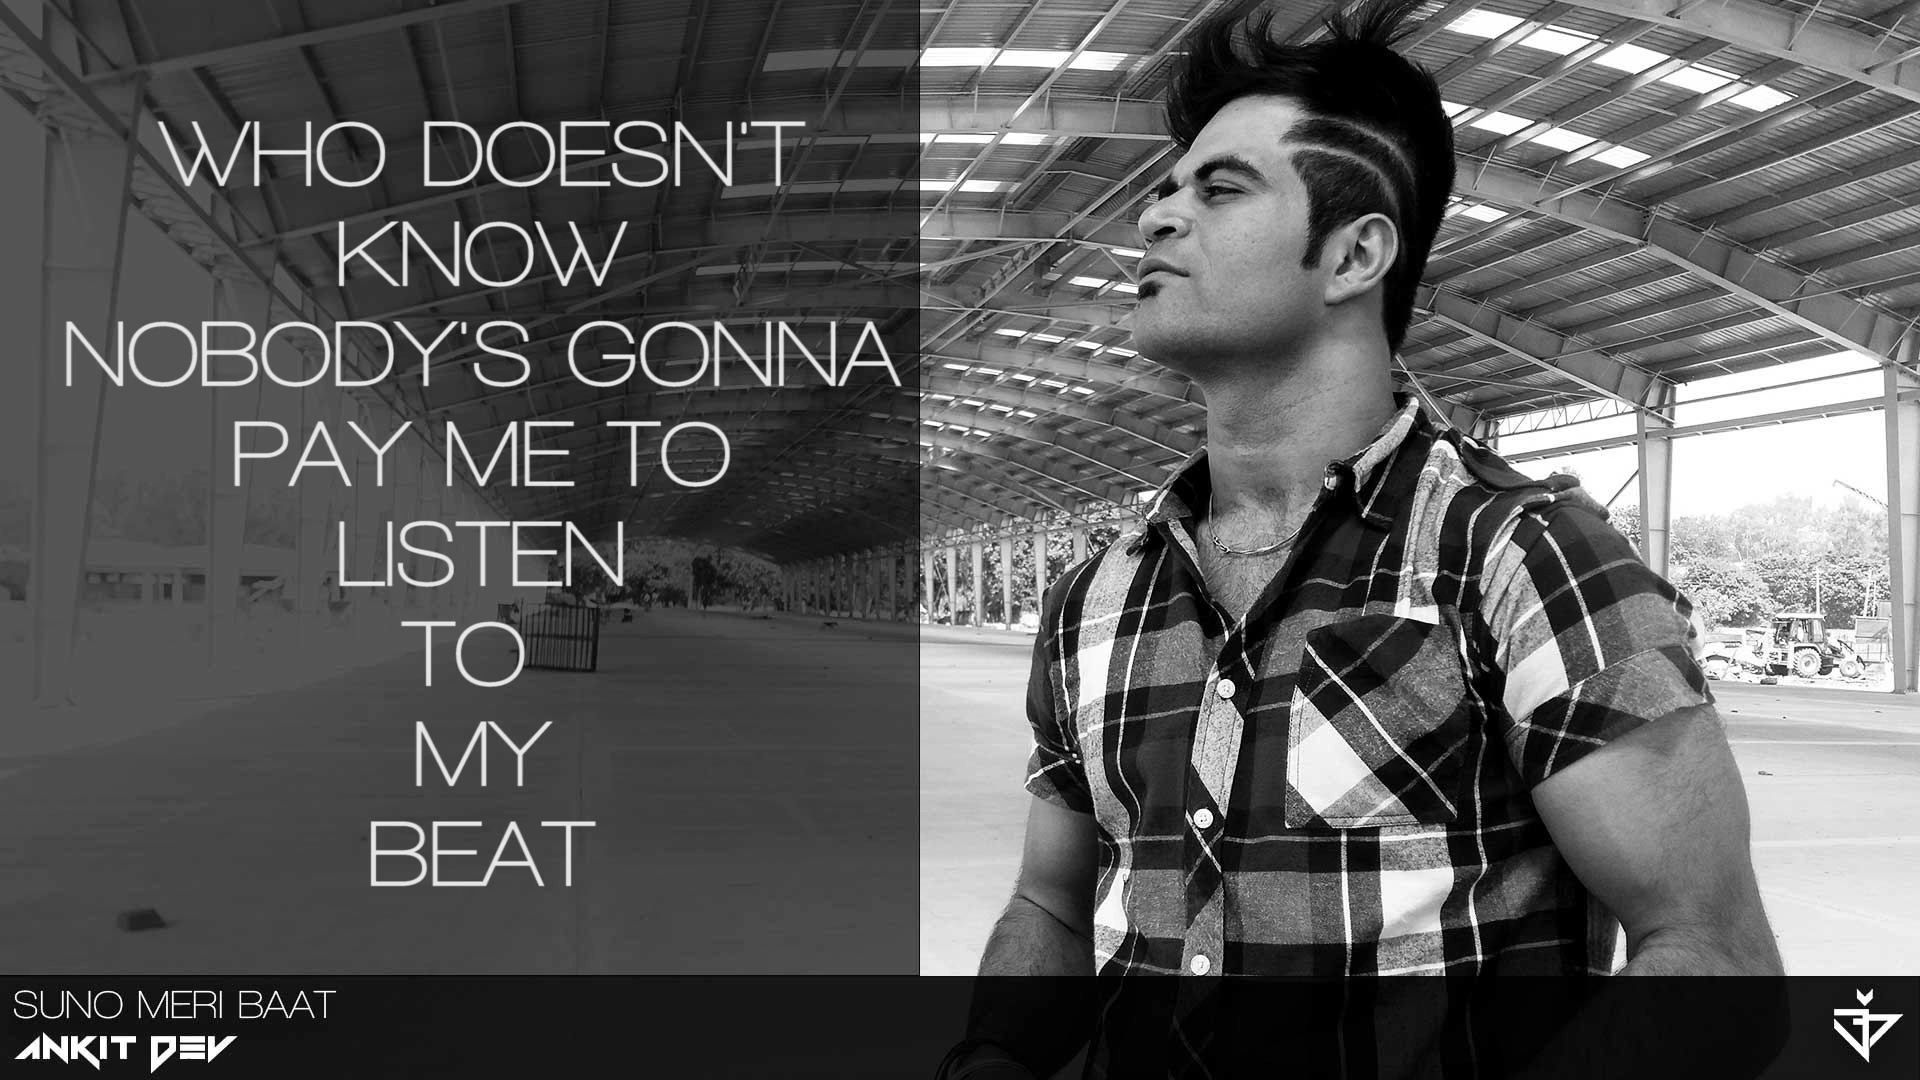 WHO DOESN'T
KNOW
NOBODY'S GONNA
PAY ME TO
LISTEN
TO
MY
BEAT
SUNO MERI BAAT
ANKIT DEV